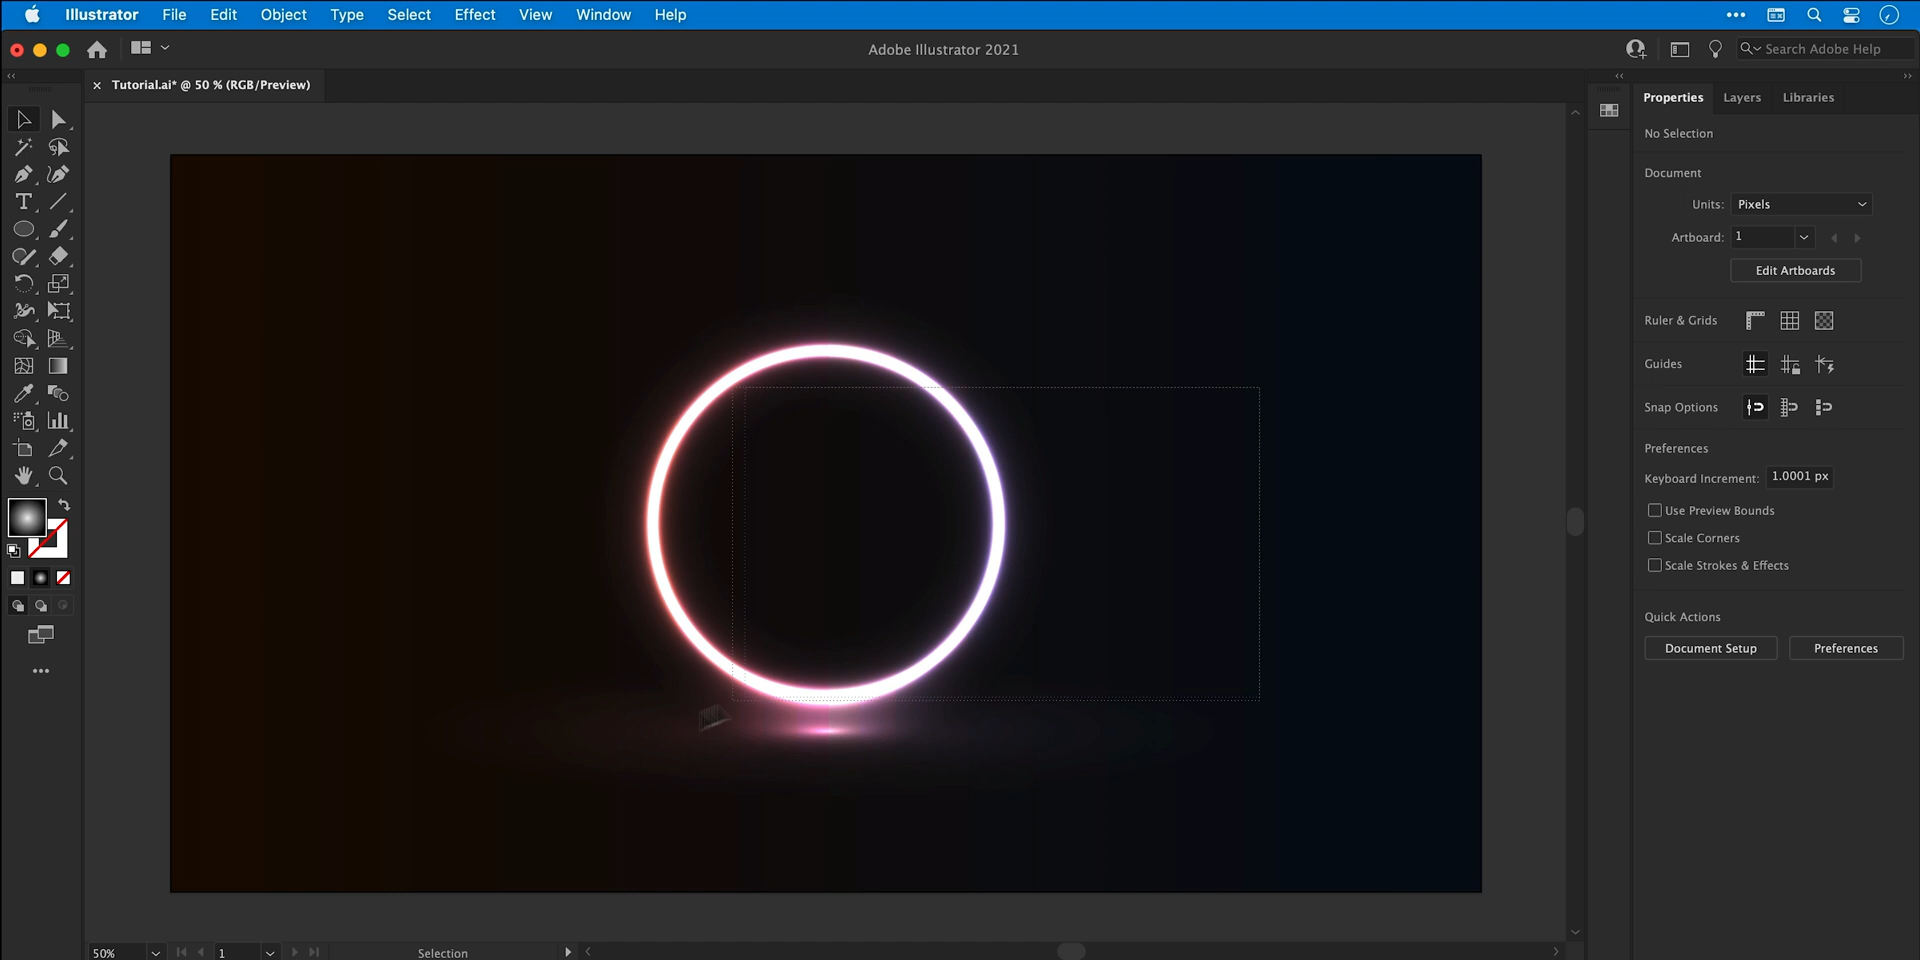 Illustrator File Edit Object Type Select Effect View Window Help
Adobe Illustrator 2021
Search Adobe Help
Tutorial.ai* @ 50 % (RGB/Preview)
Properties Layers Libraries
No Selection
Document
Units: Pixels
Artboard: 1
Edit Artboards
Ruler & Grids
Guides
Snap Options
Preferences
Keyboard Increment: 1.0001 px
Use Preview Bounds
Scale Corners
Scale Strokes & Effects
Quick Actions
Document Setup Preferences
50% 1 Selection